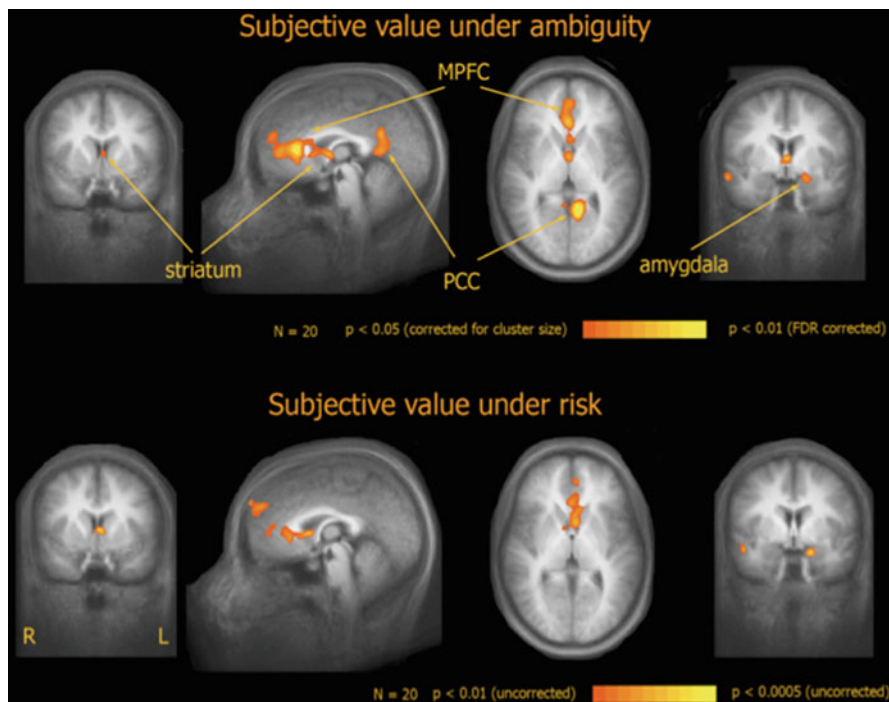 Subjective value under ambiguity
MPFC
striatum
PCC
amygdala
N = 20 p < 0.05 (corrected for cluster size) p < 0.01 (FDR corrected)
Subjective value under risk
R L
N = 20 p < 0.01 (uncorrected) p < 0.0005 (uncorrected)